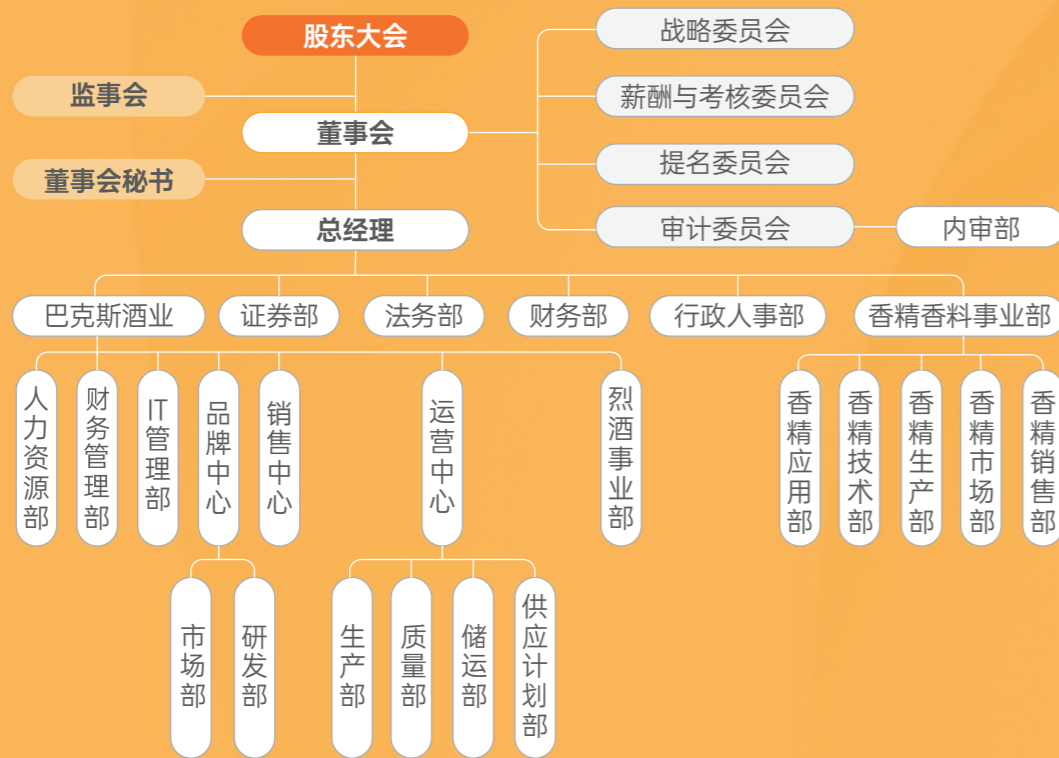 股东大会
战略委员会
监事会
薪酬与考核委员会
董事会
提名委员会
董事会秘书
总经理
审计委员会
内审部
巴克斯酒业
证券部
法务部
财务部
行政人事部
香精香料事业部
人力资源部
财务管理部
IT管理部
品牌中心
销售中心
运营中心
烈酒事业部
香精应用部
香精技术部
香精生产部
香精市场部
香精销售部
市场部
研发部
生产部
质量部
储运部
供应计划部